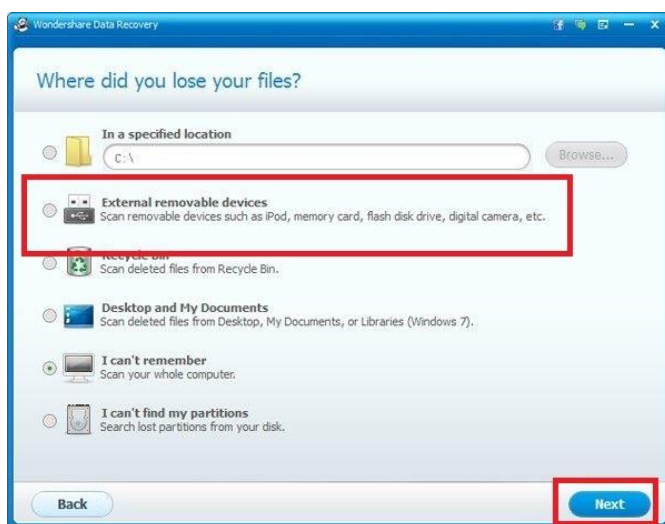 Wondershare Data Recovery
Where did you lose your files?
In a specified location
C:\
Browse...
External removable devices
Scan removable devices such as iPod, memory card, flash disk drive, digital camera, etc.
Recycle Bin
Scan deleted files from Recycle Bin.
Desktop and My Documents
Scan deleted files from Desktop, My Documents, or Libraries (Windows 7).
I can't remember
Scan your whole computer.
I can't find my partitions
Search lost partitions from your disk.
Back
Next